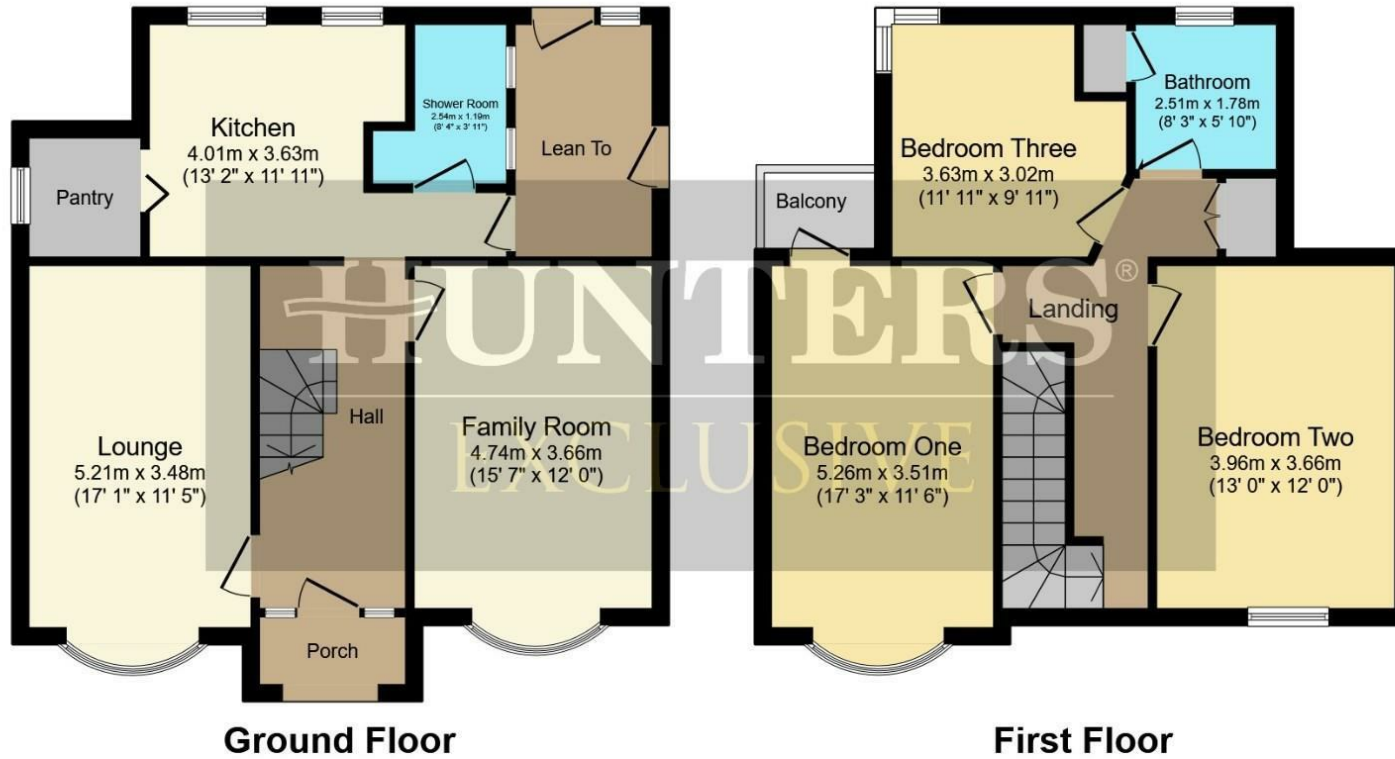 Kitchen
4.01m x 3.63m
(13' 2" x 11' 11")
Shower Room
2.54m x 1.19m
(8' 4" x 3' 11")
Lean To
Pantry
Lounge
5.21m x 3.48m
(17' 1" x 11' 5")
Hall
Family Room
4.74m x 3.66m
(15' 7" x 12' 0")
Porch
Ground Floor
Bathroom
2.51m x 1.78m
(8' 3" x 5' 10")
Bedroom Three
3.63m x 3.02m
(11' 11" x 9' 11")
Balcony
Landing
Bedroom One
5.26m x 3.51m
(17' 3" x 11' 6")
Bedroom Two
3.96m x 3.66m
(13' 0" x 12' 0")
First Floor
HUNTERS®
EXCLUSIVE